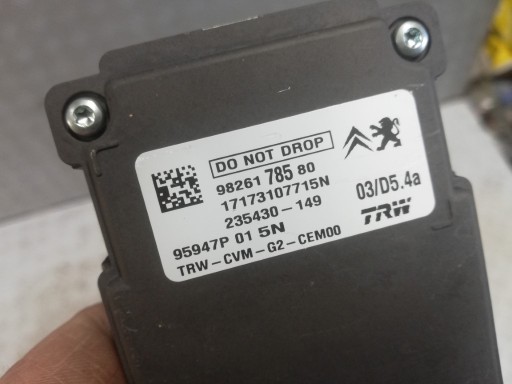 DO NOT DROP
98261 785 80
17173107715N
235430-149
03/D5.4a
95947P 01 5N
TRW
TRW-CVM-G2-CEM00